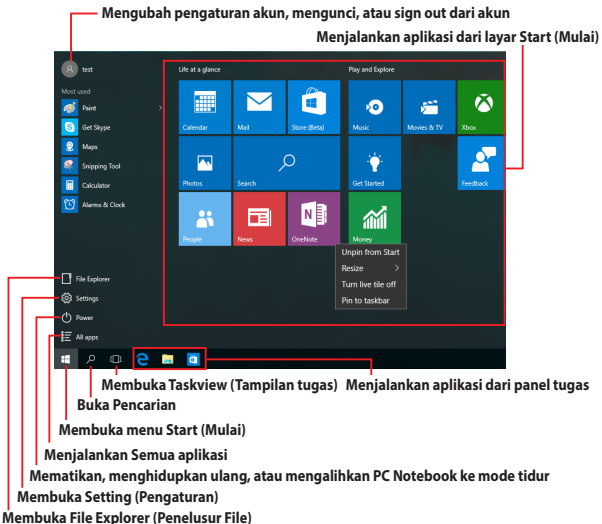 Mengubah pengaturan akun, mengunci, atau sign out dari akun
Menjalankan aplikasi dari layar Start (Mulai)
test
Life at a glance
Play and Explore
Most used
Paint
Get Skype
Maps
Snipping Tool
Calculator
Alarms & Clock
Calendar
Mail
Store (Beta)
Music
Movies & TV
Xbox
Photos
Search
Get Started
Feedback
People
News
OneNote
Money
Unpin from Start
Resize
Turn live tile off
Pin to taskbar
File Explorer
Settings
Power
All apps
Membuka Taskview (Tampilan tugas)
Menjalankan aplikasi dari panel tugas
Buka Pencarian
Membuka menu Start (Mulai)
Menjalankan Semua aplikasi
Mematikan, menghidupkan ulang, atau mengalihkan PC Notebook ke mode tidur
Membuka Setting (Pengaturan)
Membuka File Explorer (Penelusur File)